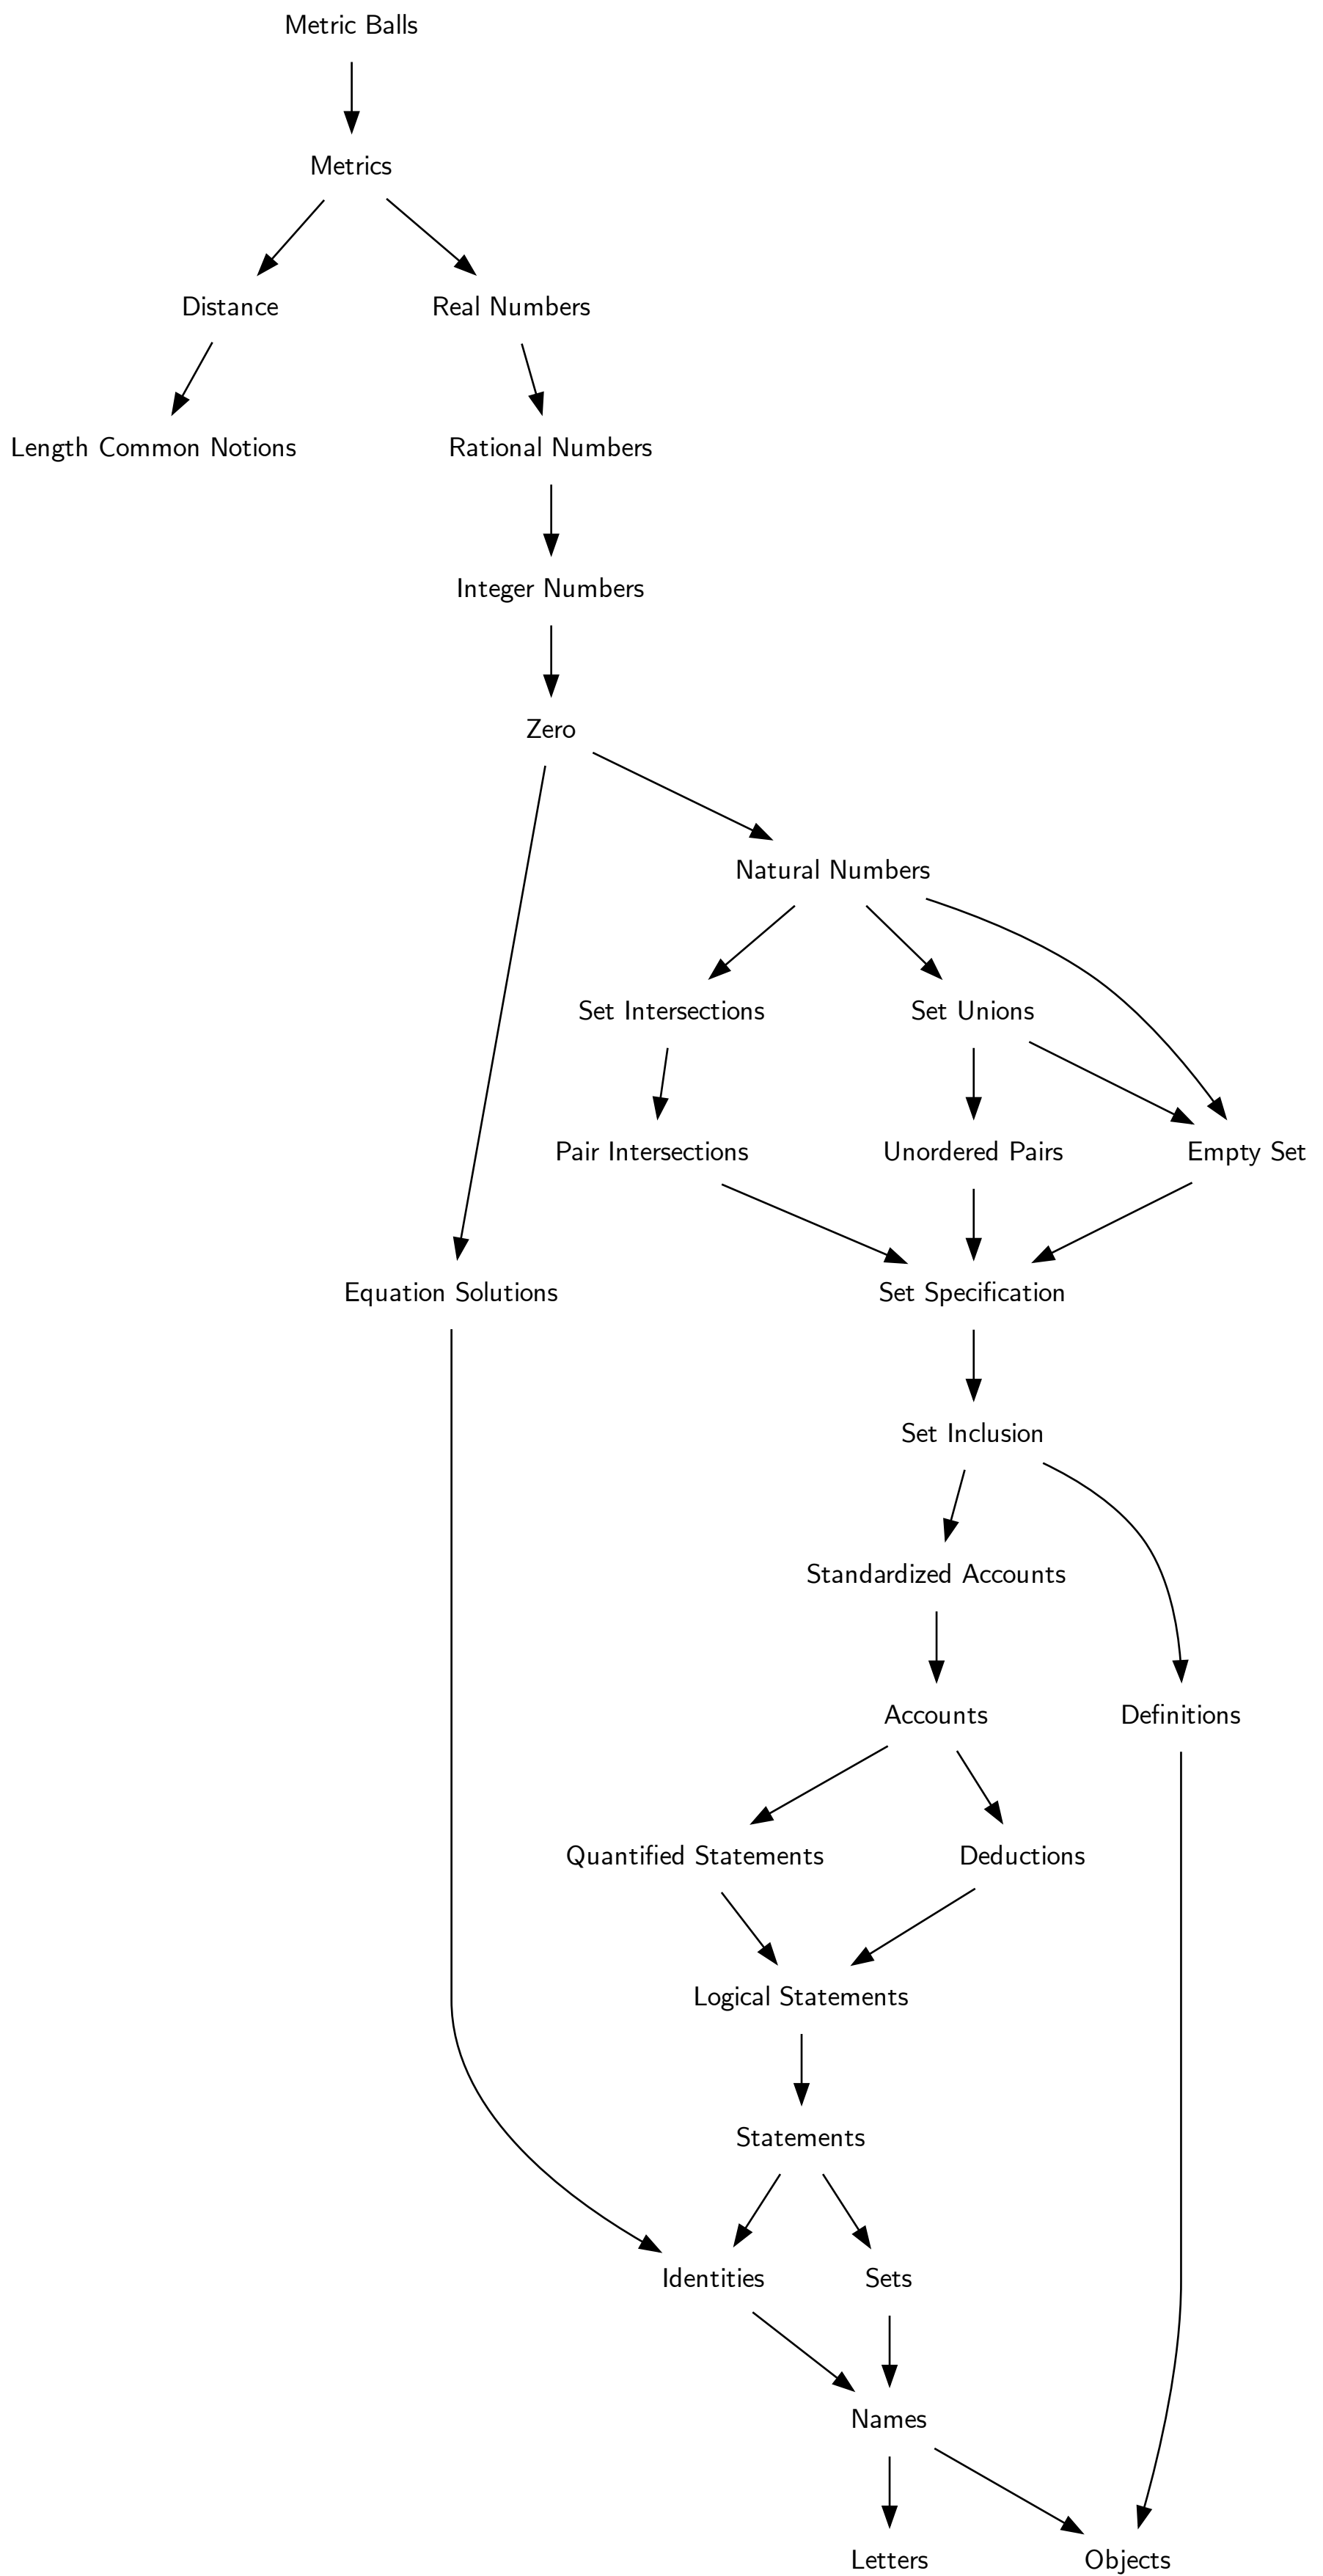 Metric Balls
Metrics
Distance
Real Numbers
Length Common Notions
Rational Numbers
Integer Numbers
Zero
Natural Numbers
Set Intersections
Set Unions
Pair Intersections
Unordered Pairs
Empty Set
Equation Solutions
Set Specification
Set Inclusion
Standardized Accounts
Accounts
Definitions
Quantified Statements
Deductions
Logical Statements
Statements
Identities
Sets
Names
Letters
Objects